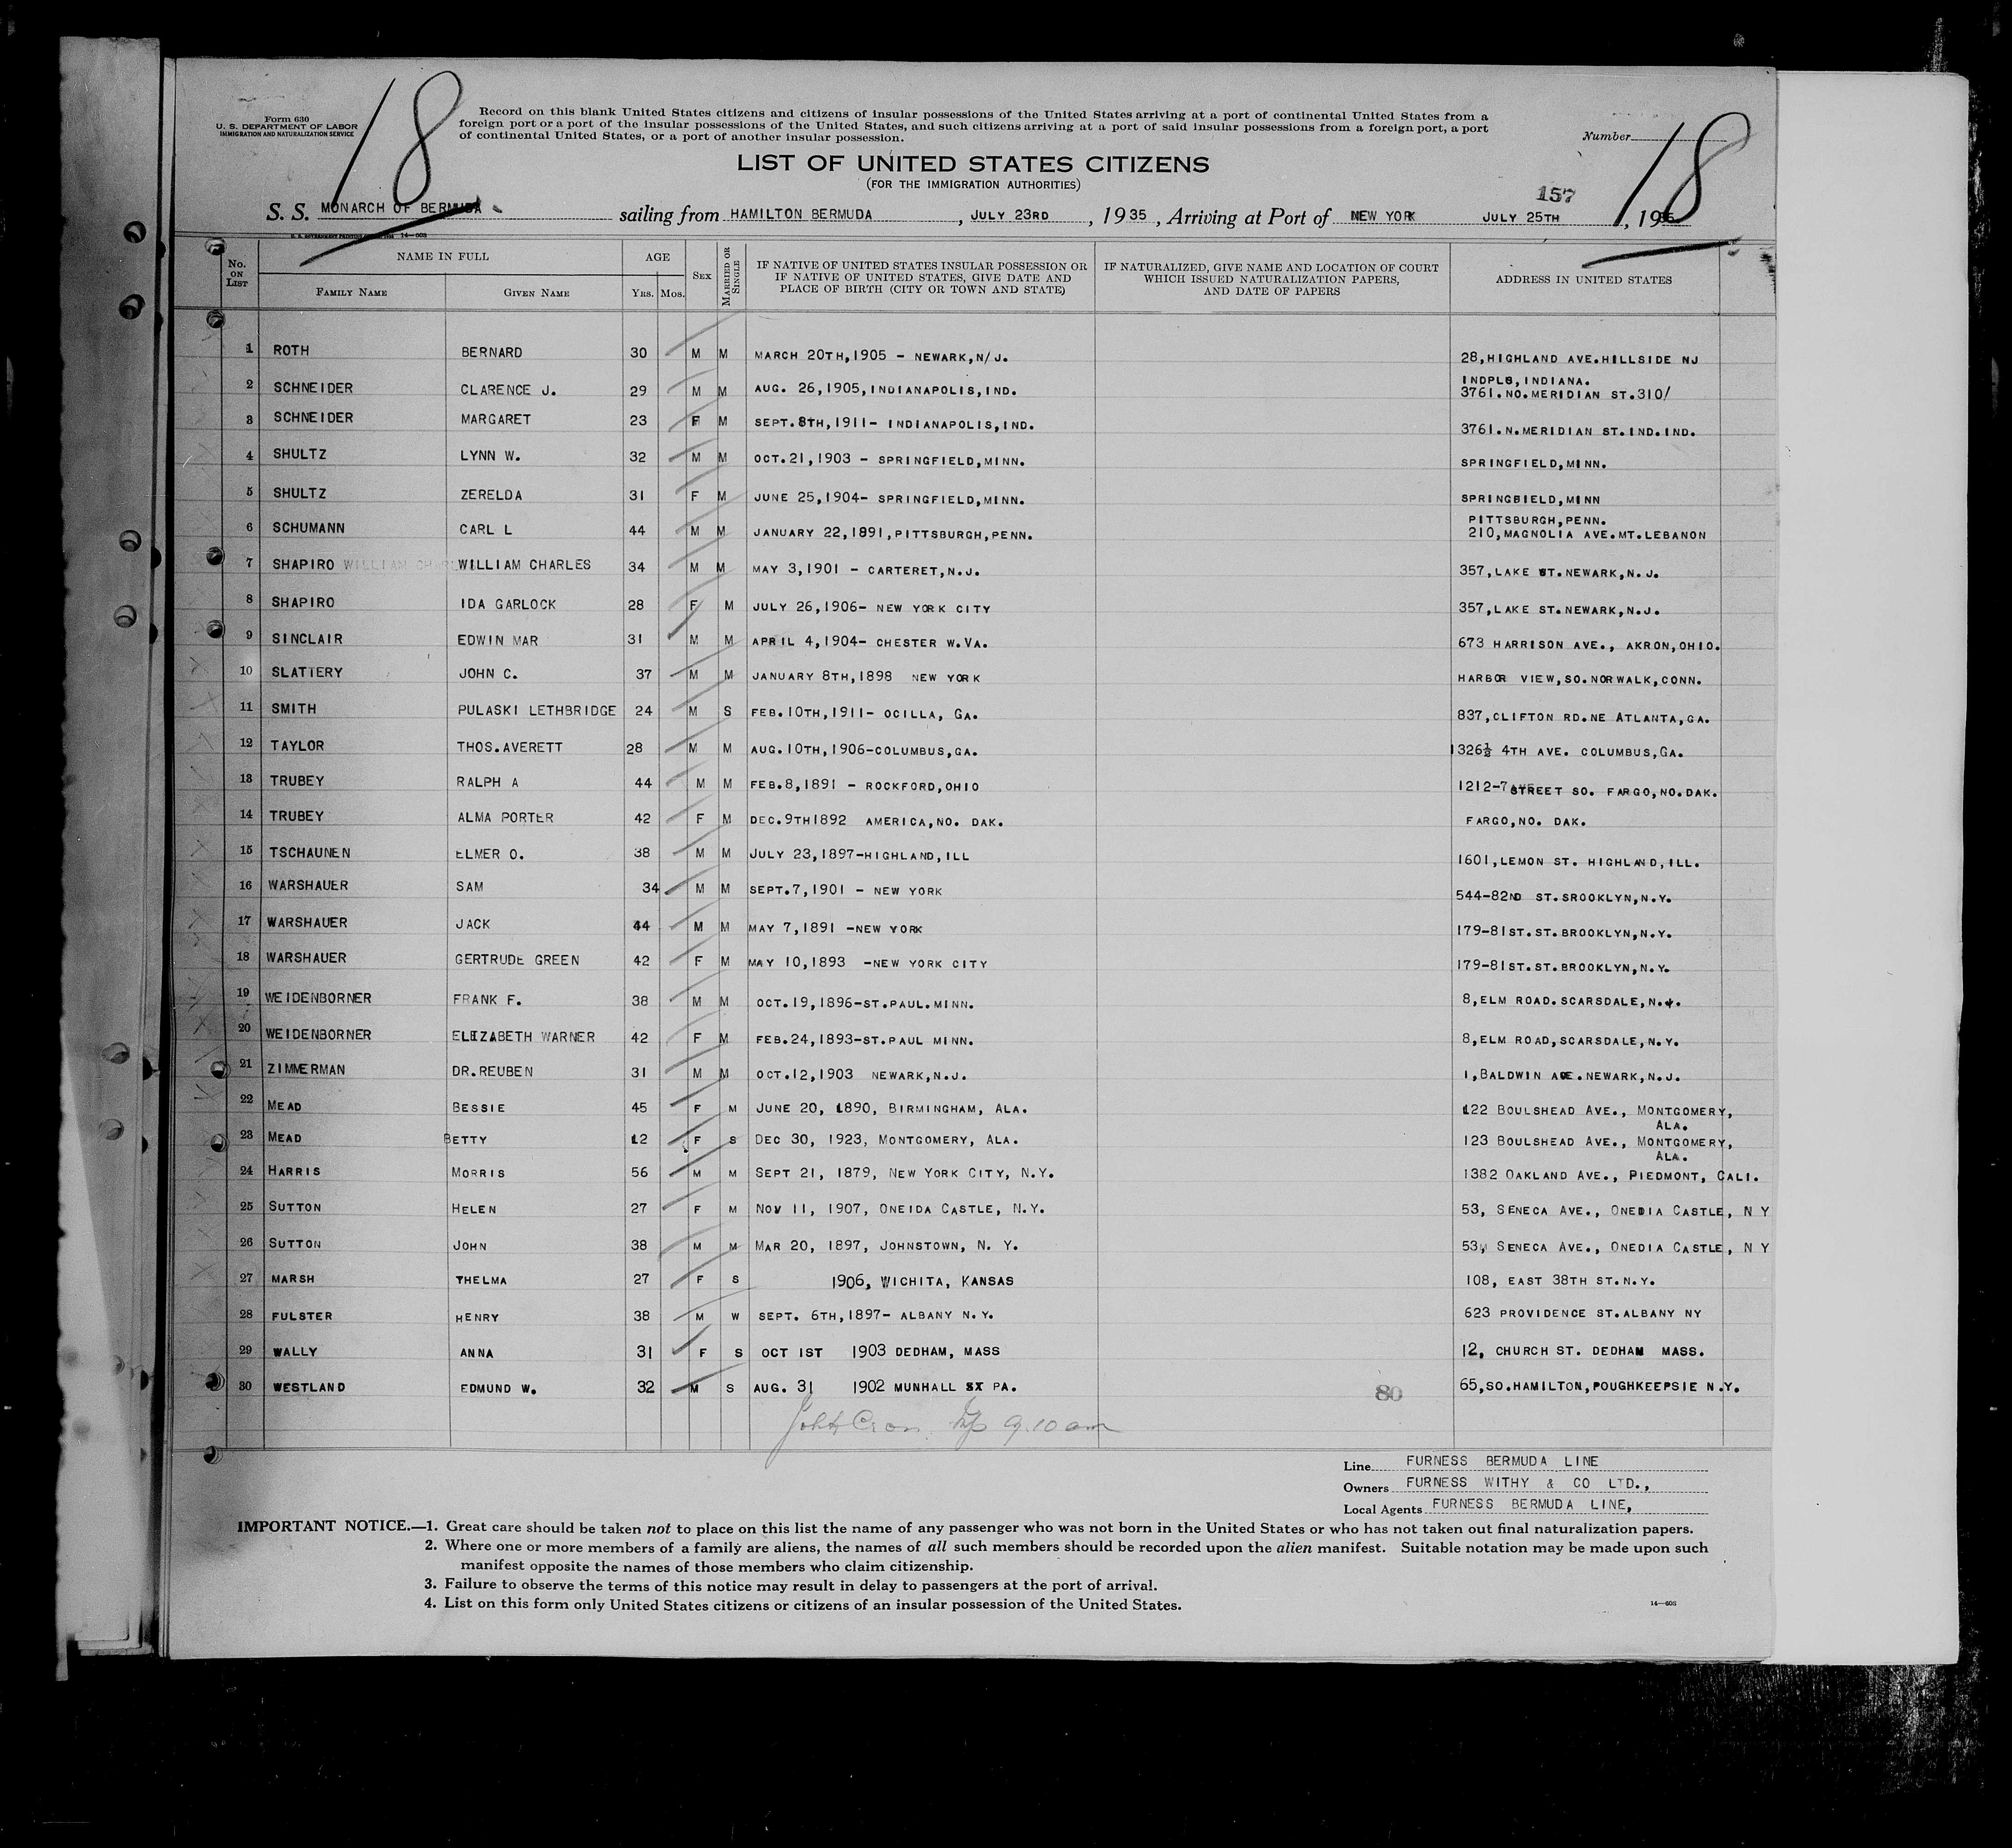 18
18
Form 630
U. S. DEPARTMENT OF LABOR
IMMIGRATION AND NATURALIZATION SERVICE
Record on this blank United States citizens and citizens of insular possessions of the United States arriving at a port of continental United States from a
foreign port or a port of the insular possessions of the United States, and such citizens arriving at a port of said insular possessions from a foreign port, a port
of continental United States, or a port of another insular possession.
Number
LIST OF UNITED STATES CITIZENS
(FOR THE IMMIGRATION AUTHORITIES)
157
S. S. MONARCH OF BERMUDA sailing from HAMILTON BERMUDA , JULY 23RD , 1935 , Arriving at Port of NEW YORK JULY 25TH , 1935
No. ON LIST NAME IN FULL FAMILY NAME GIVEN NAME AGE YRS. MOS. SEX MARRIED OR SINGLE IF NATIVE OF UNITED STATES INSULAR POSSESSION OR IF NATIVE OF UNITED STATES, GIVE DATE AND PLACE OF BIRTH (CITY OR TOWN AND STATE) IF NATURALIZED, GIVE NAME AND LOCATION OF COURT WHICH ISSUED NATURALIZATION PAPERS, AND DATE OF PAPERS ADDRESS IN UNITED STATES
1 ROTH BERNARD 30 M M MARCH 20TH,1905 - NEWARK,N/J. 28,HIGHLAND AVE.HILLSIDE NJ
INDPLS,INDIANA.
2 SCHNEIDER CLARENCE J. 29 M M AUG. 26,1905,INDIANAPOLIS,IND. 3761.NO.MERIDIAN ST.310/
3 SCHNEIDER MARGARET 23 F M SEPT.8TH,1911- INDIANAPOLIS,IND. 3761.N.MERIDIAN ST.IND.IND.
4 SHULTZ LYNN W. 32 M M OCT.21,1903 - SPRINGFIELD,MINN. SPRINGFIELD,MINN.
5 SHULTZ ZERELDA 31 F M JUNE 25,1904- SPRINGFIELD,MINN. SPRINGBIELD,MINN
PITTSBURGH,PENN.
6 SCHUMANN CARL L 44 M M JANUARY 22,1891,PITTSBURGH,PENN. 210,MAGNOLIA AVE.MT.LEBANON
7 SHAPIRO WILLIAM CHARLES 34 M M MAY 3,1901 - CARTERET,N.J. 357,LAKE ST.NEWARK,N.J.
8 SHAPIRO IDA GARLOCK 28 F M JULY 26,1906- NEW YORK CITY 357,LAKE ST.NEWARK,N.J.
9 SINCLAIR EDWIN MAR 31 M M APRIL 4,1904- CHESTER W.VA. 673 HARRISON AVE., AKRON,OHIO.
10 SLATIERY JOHN C. 37 M M JANUARY 8TH,1898 NEW YORK HARBOR VIEW,SO.NORWALK,CONN.
11 SMITH PULASKI LETHBRIDGE 24 M S FEB.10TH,1911- OCILLA, GA. 837,CLIFTON RD.NE ATLANTA,GA.
12 TAYLOR THOS.AVERETT 28 M M AUG.10TH,1906-COLUMBUS,GA. 1326½ 4TH AVE. COLUMBUS,GA.
13 TRUBEY RALPH A 44 M M FEB.8,1891 - ROCKFORD,OHIO 1212-7 STREET SO. FARGO,NO.DAK.
14 TRUBEY ALMA PORTER 42 F M DEC.9TH1892 AMERICA,NO. DAK. FARGO,NO. DAK.
15 TSCHAUNEN ELMER O. 38 M M JULY 23,1897-HIGHLAND,ILL 1601,LEMON ST. HIGHLAND,ILL.
16 WARSHAUER SAM 34 M M SEPT.7,1901 - NEW YORK 544-82ND ST.SROOKLYN,N.Y.
17 WARSHAUER JACK 44 M M MAY 7,1891 -NEW YORK 179-81ST.ST.BROOKLYN,N.Y.
18 WARSHAUER GERTRUDE GREEN 42 F M MAY 10,1893 -NEW YORK CITY 179-81ST.ST.BROOKLYN,N.Y.
19 WEIDENBORNER FRANK F. 38 M M OCT.19,1896-ST.PAUL.MINN. 8,ELM ROAD.SCARSDALE,N.Y.
20 WEIDENBORNER ELIZABETH WARNER 42 F M FEB.24,1893-ST.PAUL MINN. 8,ELM ROAD,SCARSDALE,N.Y.
21 ZIMMERMAN DR.REUBEN 31 M M OCT.12,1903 NEWARK,N.J. 1,BALDWIN AVE.NEWARK,N.J.
22 MEAD BESSIE 45 F M JUNE 20, 1890, BIRMINGHAM, ALA. 122 BOULSHEAD AVE., MONTGOMERY,
ALA.
23 MEAD BETTY 12 F S DEC 30, 1923, MONTGOMERY, ALA. 123 BOULSHEAD AVE., MONTGOMERY,
ALA.
24 HARRIS MORRIS 56 M M SEPT 21, 1879, NEW YORK CITY, N.Y. 1382 OAKLAND AVE., PIEDMONT, CALI.
25 SUTTON HELEN 27 F M NOV 11, 1907, ONEIDA CASTLE, N.Y. 53, SENECA AVE., ONEDIA CASTLE, N Y
26 SUTTON JOHN 38 M M MAR 20, 1897, JOHNSTOWN, N. Y. 53, SENECA AVE., ONEDIA CASTLE, N Y
27 MARSH THELMA 27 F S 1906, WICHITA, KANSAS 108, EAST 38TH ST.N.Y.
28 FULSTER HENRY 38 M W SEPT. 6TH,1897- ALBANY N.Y. 623 PROVIDENCE ST.ALBANY NY
29 WALLY ANNA 31 F S OCT 1ST 1903 DEDHAM, MASS 12, CHURCH ST. DEDHAM MASS.
30 WESTLAND EDMUND W. 32 M S AUG. 31 1902 MUNHALL PA. 65,SO.HAMILTON,POUGHKEEPSIE N.Y.
80
9.10 am
Line FURNESS BERMUDA LINE
Owners FURNESS WITHY & CO LTD.,
Local Agents FURNESS BERMUDA LINE,
IMPORTANT NOTICE.—1. Great care should be taken not to place on this list the name of any passenger who was not born in the United States or who has not taken out final naturalization papers.
2. Where one or more members of a family are aliens, the names of all such members should be recorded upon the alien manifest. Suitable notation may be made upon such
manifest opposite the names of those members who claim citizenship.
3. Failure to observe the terms of this notice may result in delay to passengers at the port of arrival.
4. List on this form only United States citizens or citizens of an insular possession of the United States.
14—608